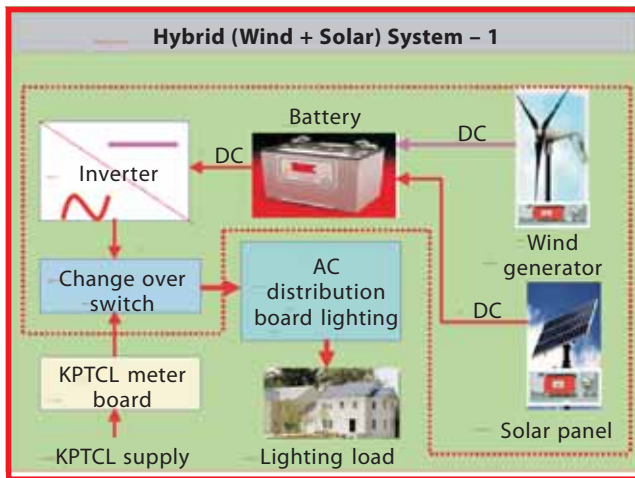 Hybrid (Wind + Solar) System – 1
Battery
DC
DC
Inverter
Wind
generator
Change over
switch
AC
distribution
board lighting
DC
KPTCL meter
board
Solar panel
KPTCL supply
Lighting load